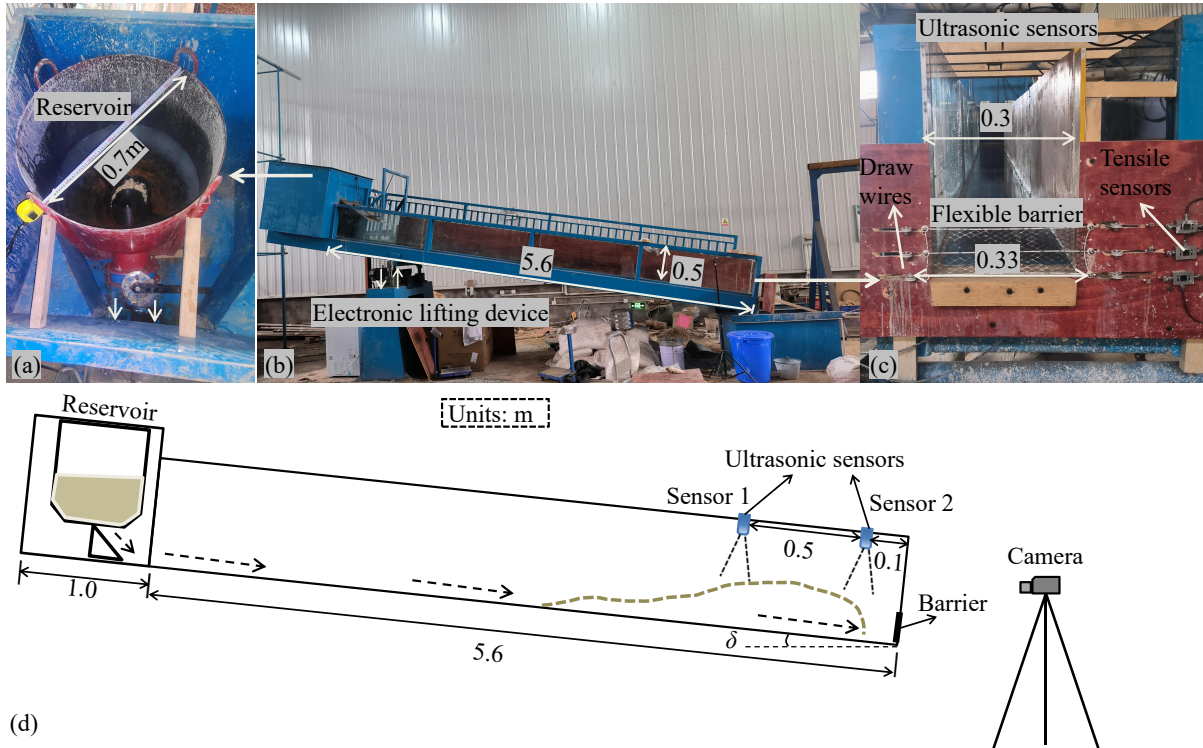 Reservoir
0.7m
(a)
5.6
0.5
Electronic lifting device
(b)
Ultrasonic sensors
0.3
Draw
wires
Tensile
sensors
Flexible barrier
0.33
(c)
Reservoir
Units: m
Ultrasonic sensors
Sensor 1
Sensor 2
0.5
0.1
Camera
1.0
Barrier
δ
5.6
(d)